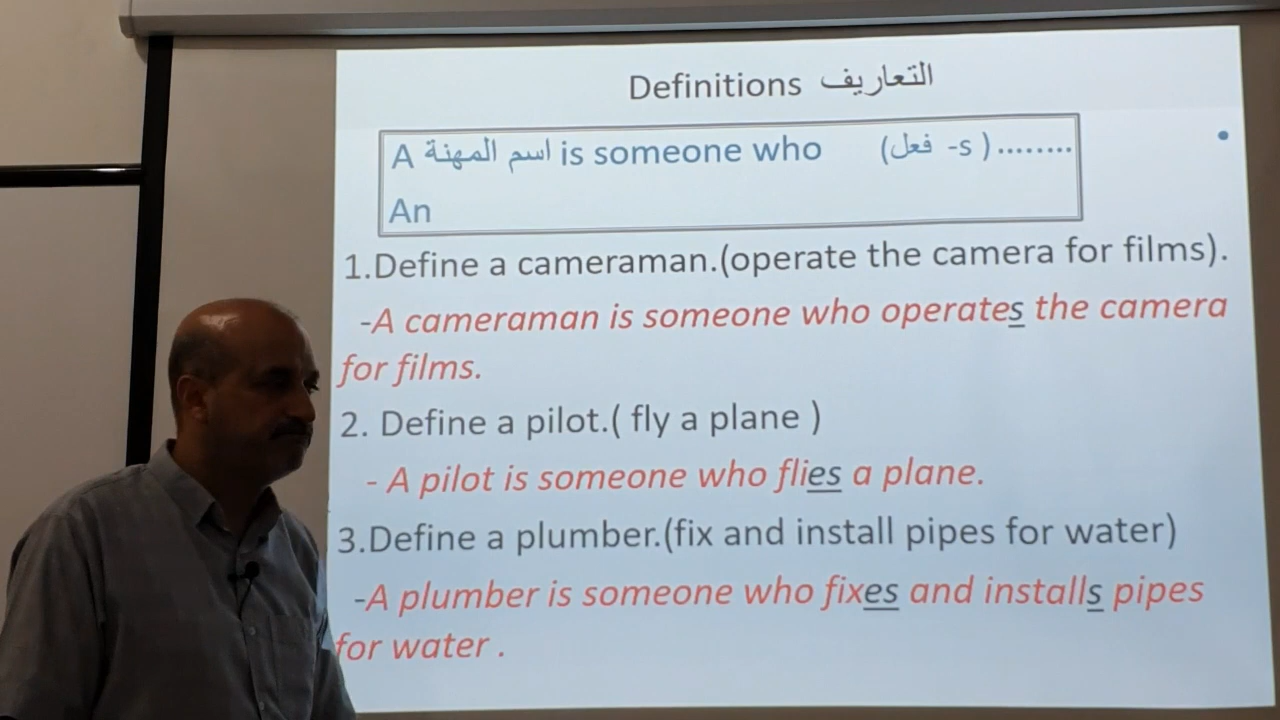 Definitions التعاريف
A اسم المهنة is someone who (فعل -s ) ........
An
1.Define a cameraman.(operate the camera for films).
-A cameraman is someone who operates the camera
for films.
2. Define a pilot.( fly a plane )
- A pilot is someone who flies a plane.
3.Define a plumber.(fix and install pipes for water)
-A plumber is someone who fixes and installs pipes
for water .